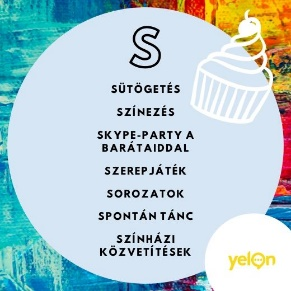 S
SÜTÖGETÉS
SZÍNEZÉS
SKYPE-PARTY A
BARÁTAIDDAL
SZEREPJÁTÉK
SOROZATOK
SPONTÁN TÁNC
SZÍNHÁZI
KÖZVETÍTÉSEK
yelon